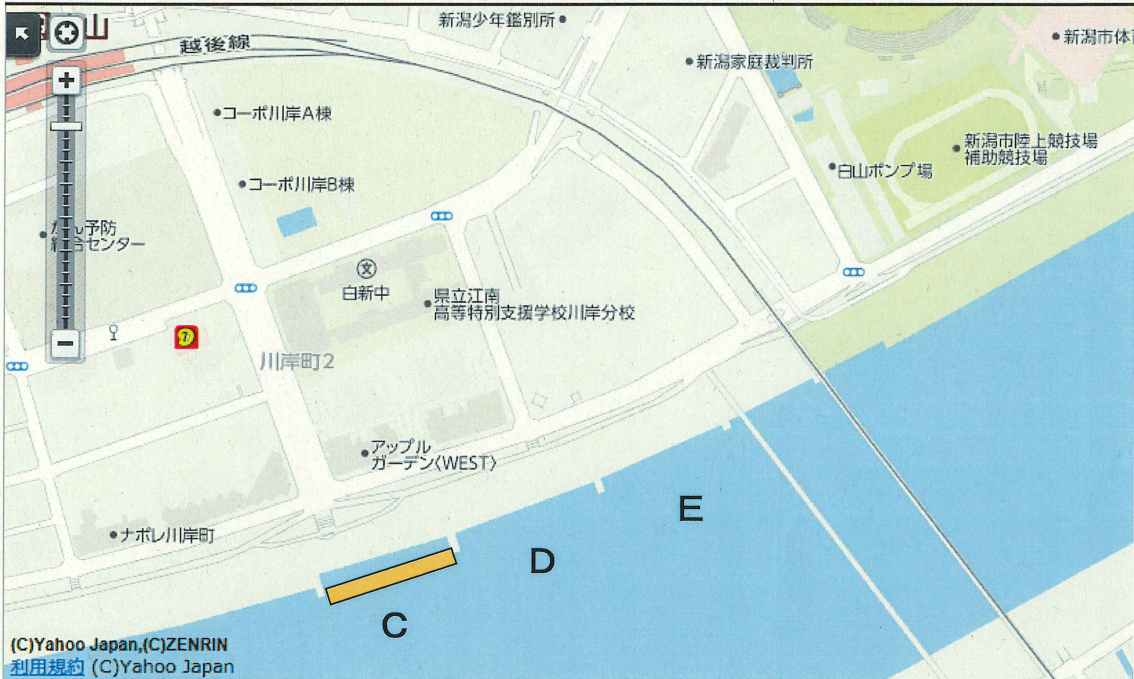 山
越後線
新潟少年鑑別所
新潟家庭裁判所
新潟市体
コーポ川岸A棟
新潟市陸上競技場
補助競技場
白山ポンプ場
コーポ川岸B棟
予防
センター
文
白新中
県立江南
高等特別支援学校川岸分校
7
川岸町2
アップル
ガーデン〈WEST〉
ナポレ川岸町
E
D
C
(C)Yahoo Japan,(C)ZENRIN
利用規約 (C)Yahoo Japan